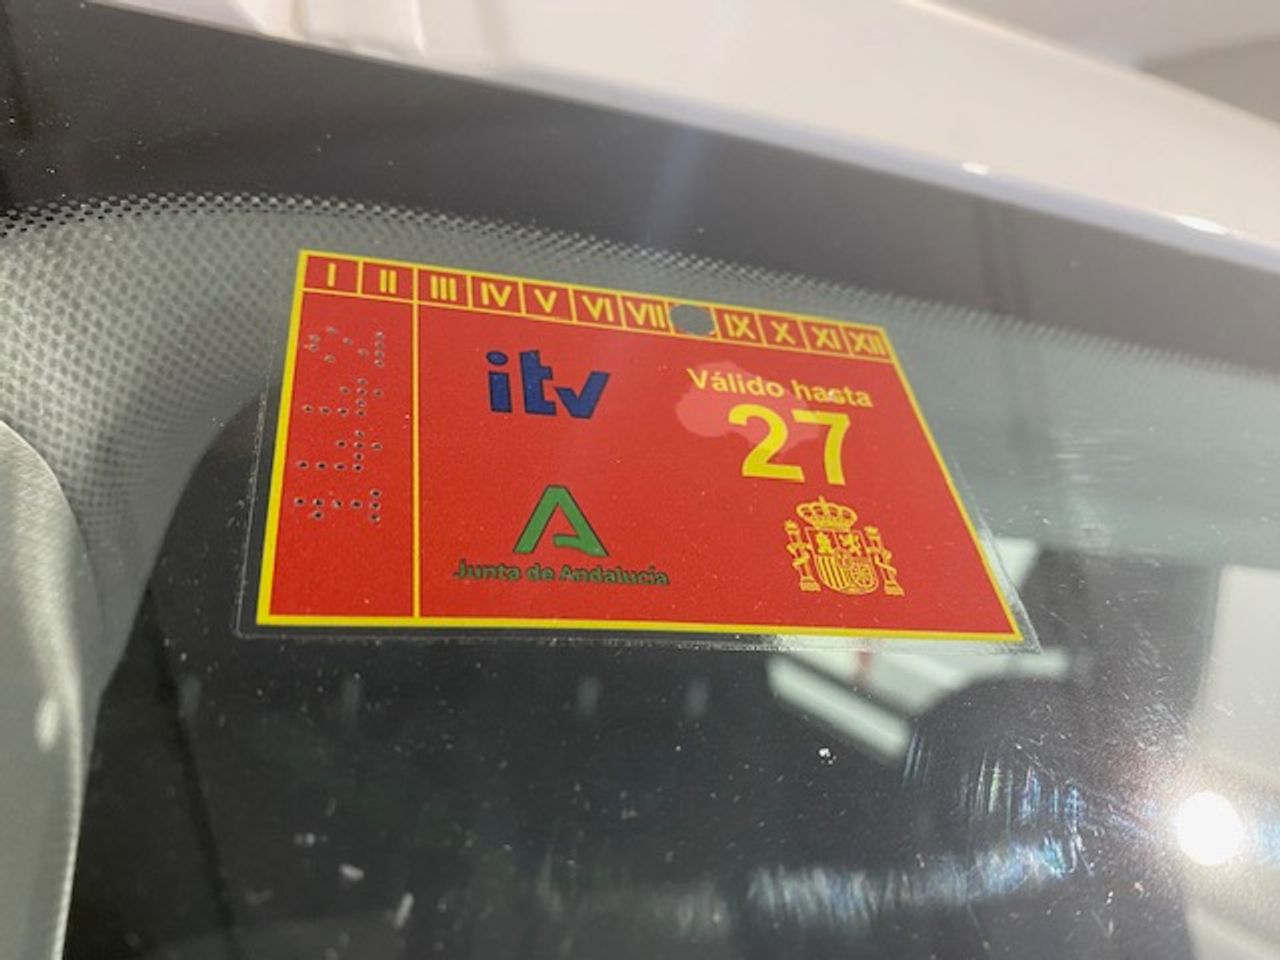 I II III IV V VI VII IX X XI XII
itv
Válido hasta
27
Junta de Andalucía